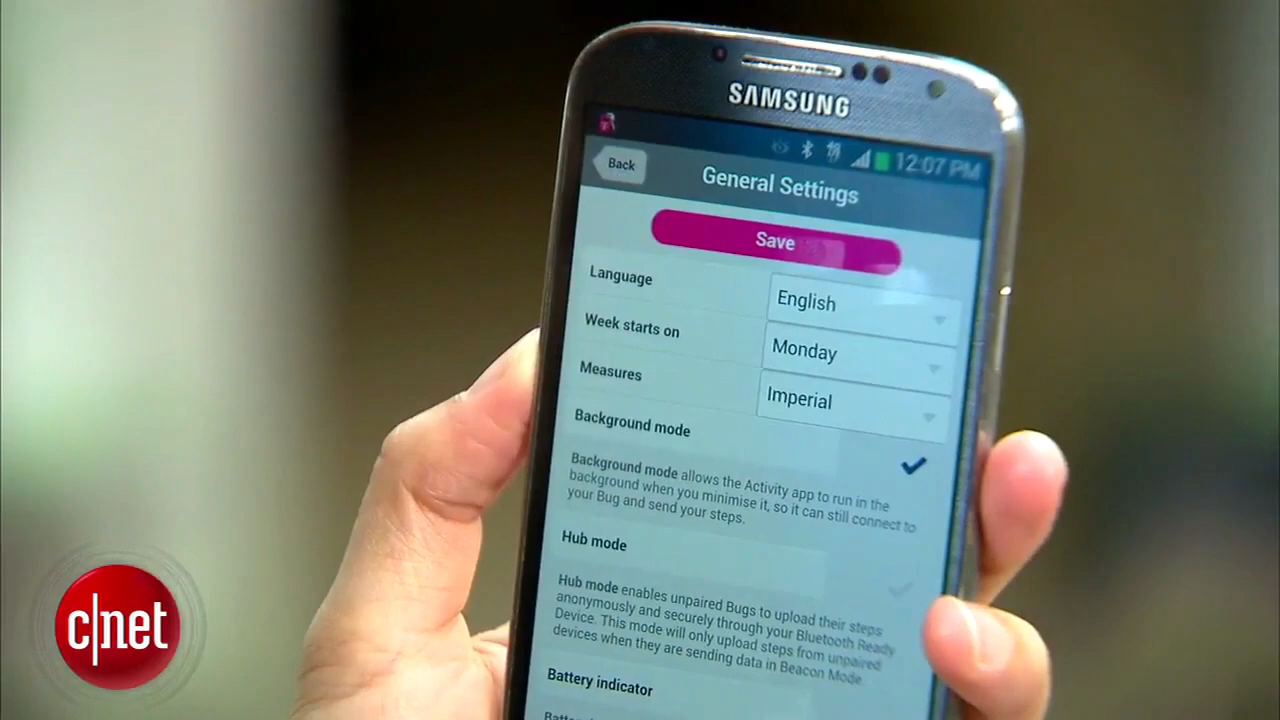 SAMSUNG
12:07 PM
Back
General Settings
Save
Language
English
Week starts on
Monday
Measures
Imperial
Background mode
Background mode allows the Activity app to run in the
background when you minimise it, so it can still connect to
your Bug and send your steps.
Hub mode
Hub mode enables unpaired Bugs to upload their steps
anonymously and securely through your Bluetooth Ready
Device. This mode will only upload steps from unpaired
devices when they are sending data in Beacon Mode.
Battery indicator
c|net